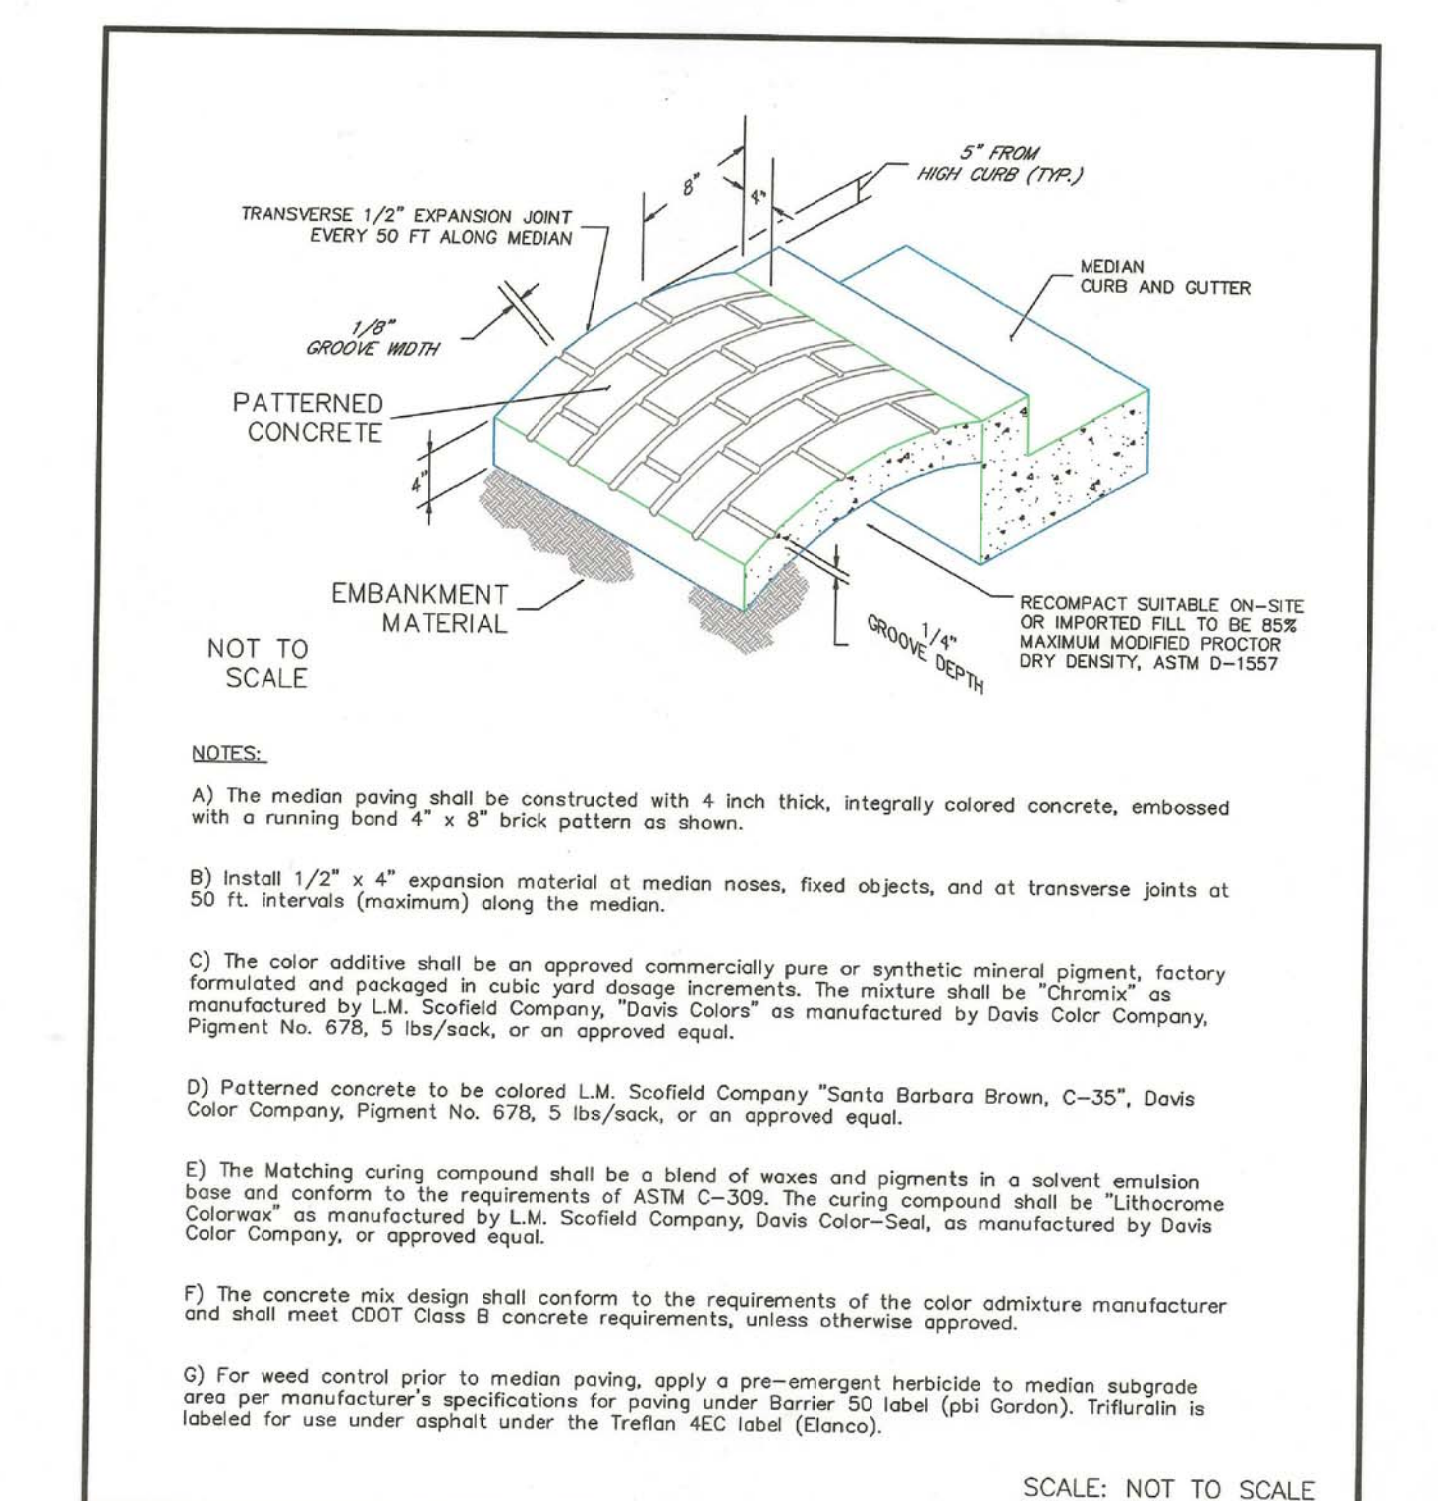 5" FROM
HIGH CURB (TYP.)
8"
4"
TRANSVERSE 1/2" EXPANSION JOINT
EVERY 50 FT ALONG MEDIAN
MEDIAN
CURB AND GUTTER
1/8"
GROOVE WIDTH
PATTERNED
CONCRETE
4"
EMBANKMENT
MATERIAL
NOT TO
SCALE
1/4"
GROOVE DEPTH
RECOMPACT SUITABLE ON-SITE
OR IMPORTED FILL TO BE 85%
MAXIMUM MODIFIED PROCTOR
DRY DENSITY, ASTM D-1557
NOTES:
A) The median paving shall be constructed with 4 inch thick, integrally colored concrete, embossed
with a running bond 4" x 8" brick pattern as shown.
B) Install 1/2" x 4" expansion material at median noses, fixed objects, and at transverse joints at
50 ft. intervals (maximum) along the median.
C) The color additive shall be an approved commercially pure or synthetic mineral pigment, factory
formulated and packaged in cubic yard dosage increments. The mixture shall be "Chromix" as
manufactured by L.M. Scofield Company, "Davis Colors" as manufactured by Davis Color Company,
Pigment No. 678, 5 lbs/sack, or an approved equal.
D) Patterned concrete to be colored L.M. Scofield Company "Santa Barbara Brown, C-35", Davis
Color Company, Pigment No. 678, 5 lbs/sack, or an approved equal.
E) The Matching curing compound shall be a blend of waxes and pigments in a solvent emulsion
base and conform to the requirements of ASTM C-309. The curing compound shall be "Lithocrome
Colorwax" as manufactured by L.M. Scofield Company, Davis Color-Seal, as manufactured by Davis
Color Company, or approved equal.
F) The concrete mix design shall conform to the requirements of the color admixture manufacturer
and shall meet CDOT Class B concrete requirements, unless otherwise approved.
G) For weed control prior to median paving, apply a pre-emergent herbicide to median subgrade
area per manufacturer's specifications for paving under Barrier 50 label (pbi Gordon). Trifluralin is
labeled for use under asphalt under the Treflan 4EC label (Elanco).
SCALE: NOT TO SCALE